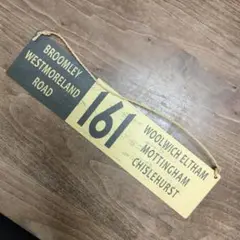 BROOMLEY
WESTMORELAND
ROAD
161
WOOLWICH ELTHAM
MOTTINGHAM
CHISLEHURST